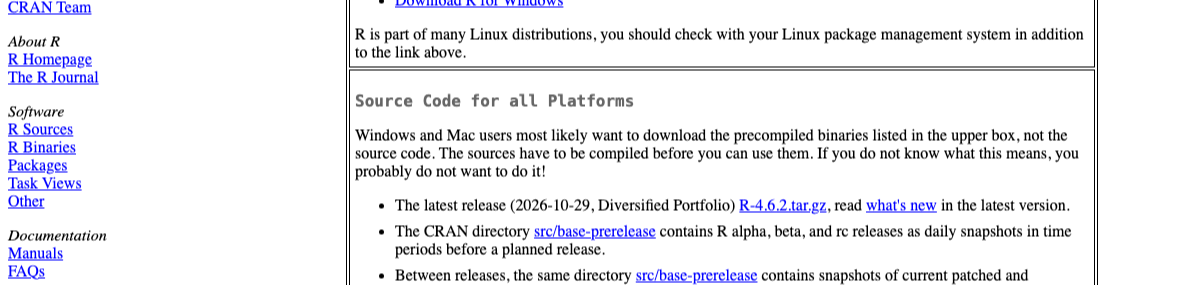 CRAN Team
About R
R Homepage
The R Journal
Software
R Sources
R Binaries
Packages
Task Views
Other
Documentation
Manuals
FAQs
Download R for Windows
R is part of many Linux distributions, you should check with your Linux package management system in addition
to the link above.
Source Code for all Platforms
Windows and Mac users most likely want to download the precompiled binaries listed in the upper box, not the
source code. The sources have to be compiled before you can use them. If you do not know what this means, you
probably do not want to do it!
• The latest release (2026-10-29, Diversified Portfolio) R-4.6.2.tar.gz, read what's new in the latest version.
• The CRAN directory src/base-prerelease contains R alpha, beta, and rc releases as daily snapshots in time
periods before a planned release.
• Between releases, the same directory src/base-prerelease contains snapshots of current patched and